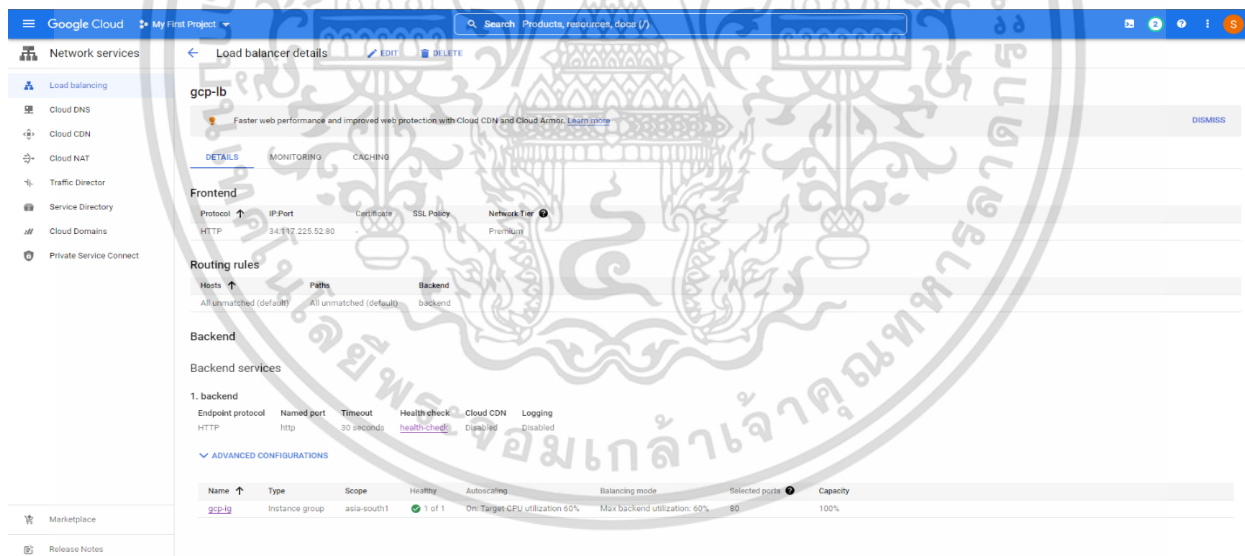 Google Cloud My First Project Search Products, resources, docs (/) 2 S
Network services
Load balancer details EDIT DELETE
Load balancing
Cloud DNS
Cloud CDN
Cloud NAT
Traffic Director
Service Directory
Cloud Domains
Private Service Connect
Marketplace
Release Notes
gcp-lb
Faster web performance and improved web protection with Cloud CDN and Cloud Armor. Learn more DISMISS
DETAILS MONITORING CACHING
Frontend
Protocol IP:Port Certificate SSL Policy Network Tier
HTTP 34.117.225.52:80 - Premium
Routing rules
Hosts Paths Backend
All unmatched (default) All unmatched (default) backend
Backend
Backend services
1. backend
Endpoint protocol Named port Timeout Health check Cloud CDN Logging
HTTP http 30 seconds health-check Disabled Disabled
ADVANCED CONFIGURATIONS
Name Type Scope Healthy Autoscaling Balancing mode Selected ports Capacity
gcp-ig Instance group asia-south1 1 of 1 On: Target CPU utilization 60% Max backend utilization: 60% 80 100%